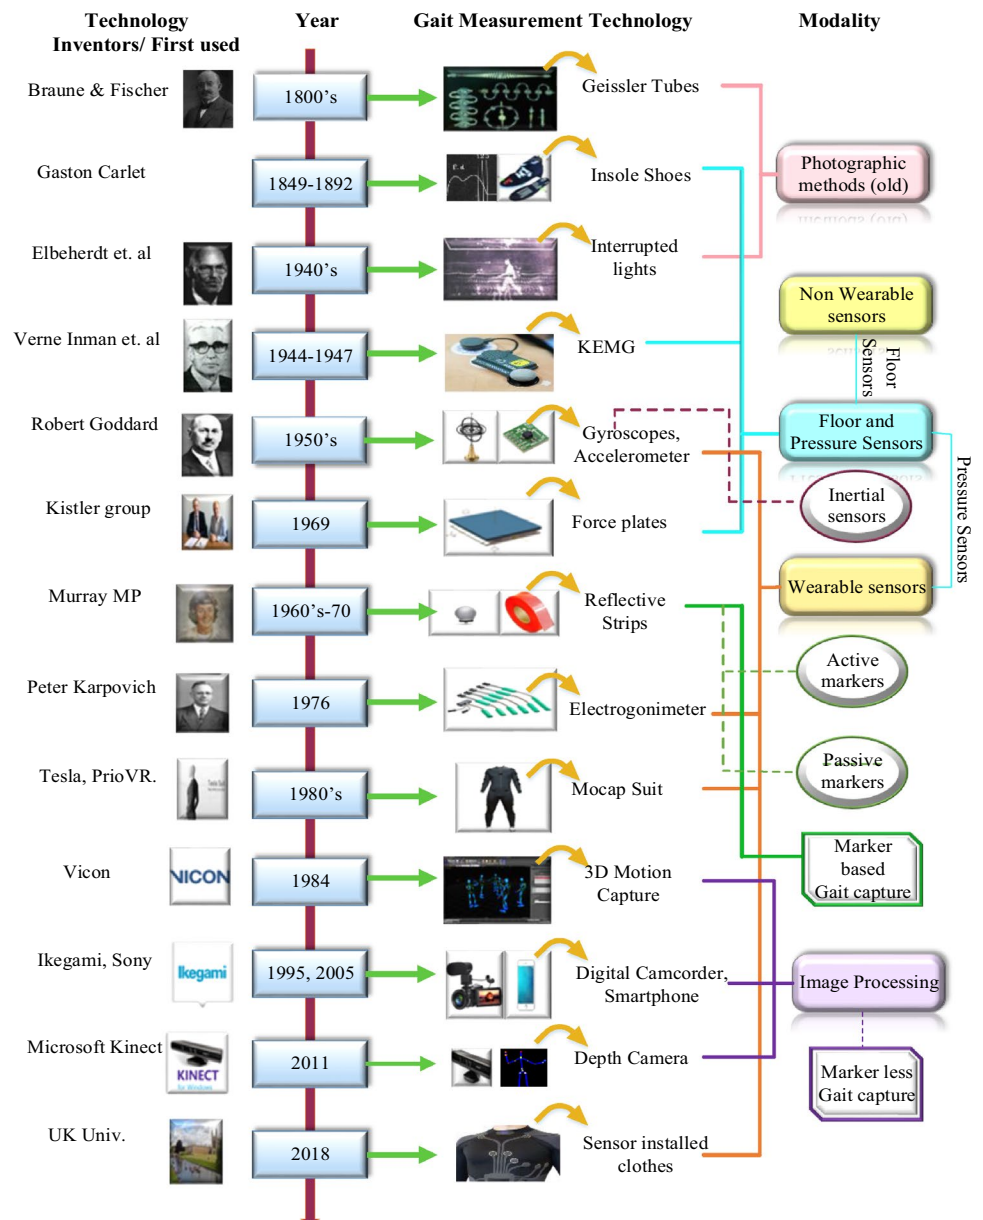 Technology
Inventors/ First used
Year
Gait Measurement Technology
Modality
Braune & Fischer
1800’s
Geissler Tubes
Photographic
methods (old)
Gaston Carlet
1849-1892
Insole Shoes
Elbeherdt et. al
1940’s
Interrupted
lights
Non Wearable
sensors
Verne Inman et. al
1944-1947
KEMG
Floor
Sensors
Robert Goddard
1950’s
Gyroscopes,
Accelerometer
Floor and
Pressure Sensors
Pressure Sensors
Kistler group
1969
Force plates
Inertial
sensors
Murray MP
1960’s-70
Reflective
Strips
Wearable sensors
Active
markers
Peter Karpovich
1976
Electrogonimeter
Passive
markers
Tesla, PrioVR.
1980’s
Mocap Suit
Vicon
VICON
1984
3D Motion
Capture
Marker
based
Gait capture
Ikegami, Sony
Ikegami
1995, 2005
Digital Camcorder,
Smartphone
Image Processing
Microsoft Kinect
KINECT
for Windows
2011
Depth Camera
Marker less
Gait capture
UK Univ.
2018
Sensor installed
clothes